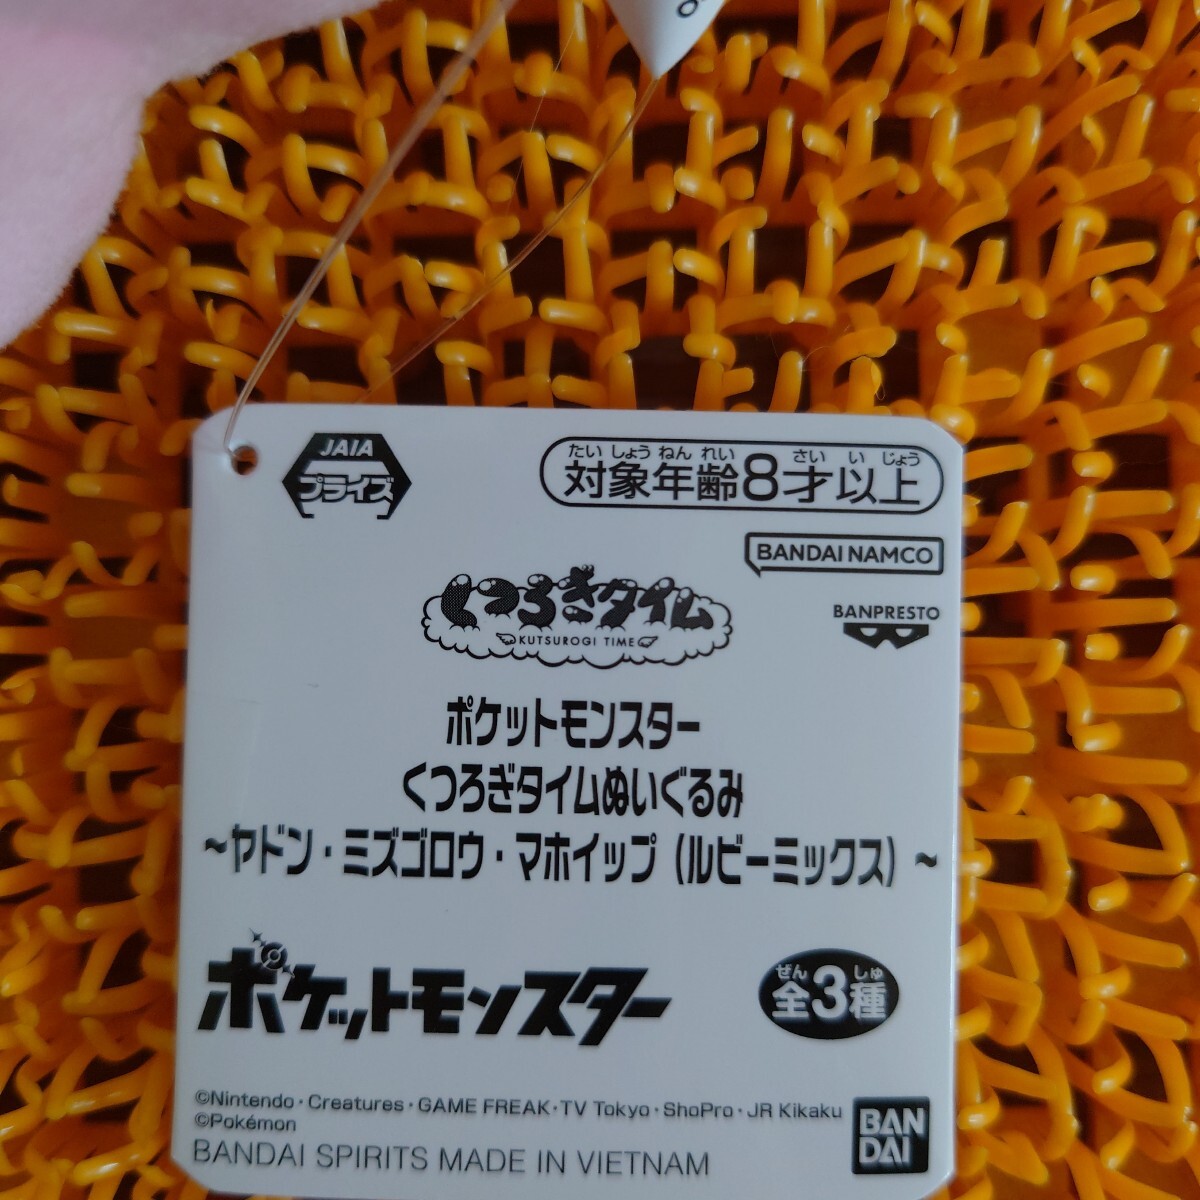 JAIA
プライズ
たいしょうねんれい さいいじょう
対象年齢8才以上
BANDAI NAMCO
BANPRESTO
くつろぎタイム
KUTSUROGI TIME
ポケットモンスター
くつろぎタイムぬいぐるみ
~ヤドン・ミズゴロウ・マホイップ(ルビーミックス)~
ポケットモンスター
ぜん しゅ
全3種
©Nintendo・Creatures・GAME FREAK・TV Tokyo・ShoPro・JR Kikaku
©Pokémon
BANDAI SPIRITS MADE IN VIETNAM
BAN
DAI